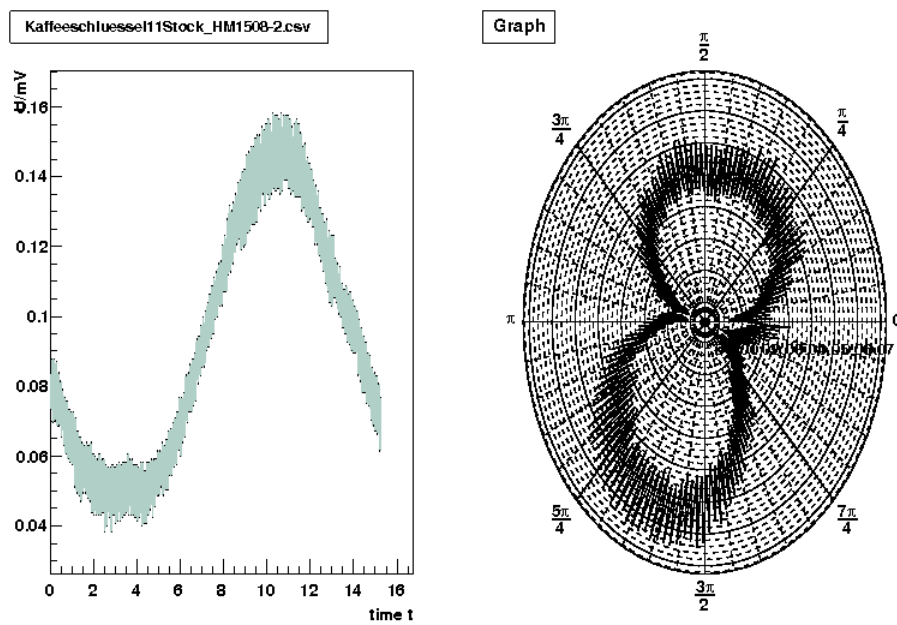 Kaffeeschluessel11Stock_HM1508-2.csv
U/mV
0.16
0.14
0.12
0.1
0.08
0.06
0.04
0 2 4 6 8 10 12 14 16
time t
Graph
π/2
3π/4
π/4
π
0
5π/4
7π/4
3π/2